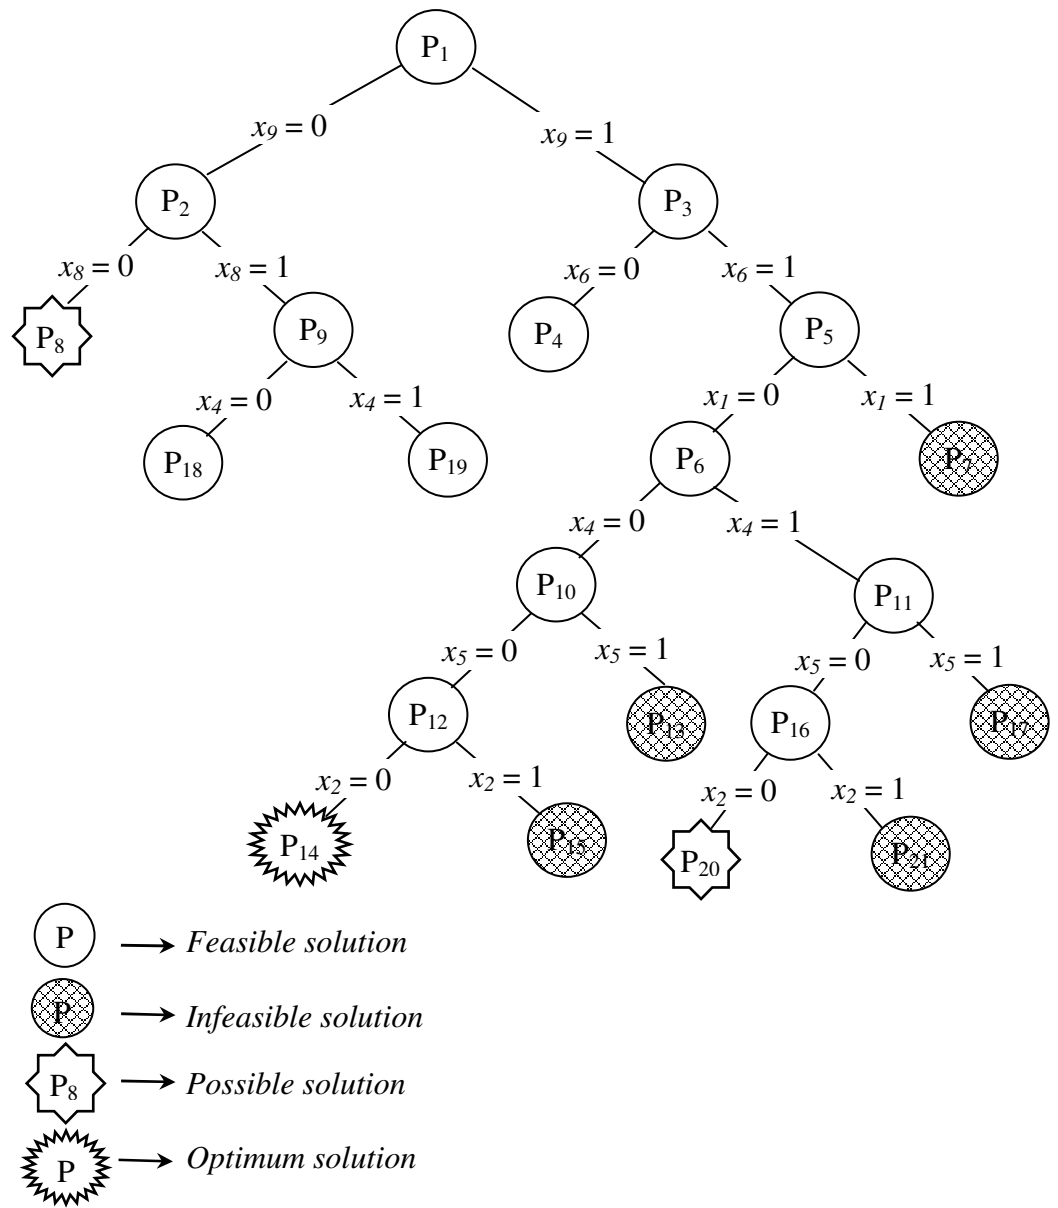 P₁
x₉ = 0
x₉ = 1
P₂
P₃
x₈ = 0
x₈ = 1
x₆ = 0
x₆ = 1
P₈
P₉
P₄
P₅
x₄ = 0
x₄ = 1
x₁ = 0
x₁ = 1
P₁₈
P₁₉
P₆
P₇
x₄ = 0
x₄ = 1
P₁₀
P₁₁
x₅ = 0
x₅ = 1
x₅ = 0
x₅ = 1
P₁₂
P₁₃
P₁₆
P₁₇
x₂ = 0
x₂ = 1
x₂ = 0
x₂ = 1
P₁₄
P₁₅
P₂₀
P₂₁
P Feasible solution
P Infeasible solution
P₈ Possible solution
P Optimum solution